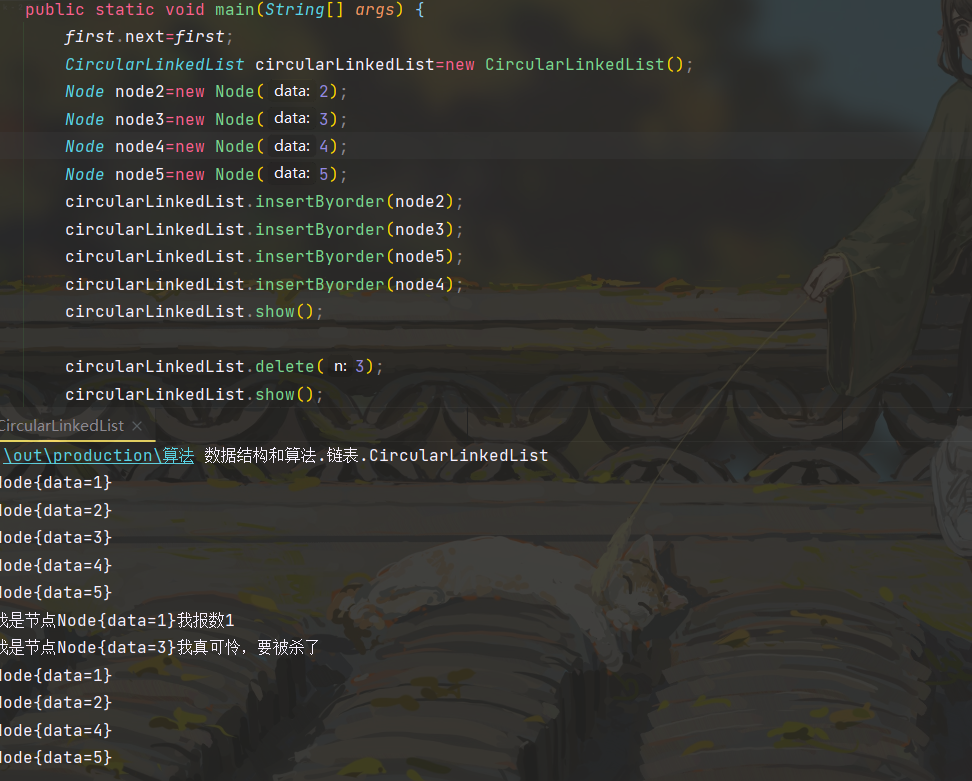 public static void main(String[] args) {
first.next=first;
CircularLinkedList circularLinkedList=new CircularLinkedList();
Node node2=new Node( data: 2);
Node node3=new Node( data: 3);
Node node4=new Node( data: 4);
Node node5=new Node( data: 5);
circularLinkedList.insertByorder(node2);
circularLinkedList.insertByorder(node3);
circularLinkedList.insertByorder(node5);
circularLinkedList.insertByorder(node4);
circularLinkedList.show();
circularLinkedList.delete( n: 3);
circularLinkedList.show();
CircularLinkedList ×
\out\production\算法 数据结构和算法.链表.CircularLinkedList
Node{data=1}
Node{data=2}
Node{data=3}
Node{data=4}
Node{data=5}
我是节点Node{data=1}我报数1
我是节点Node{data=3}我真可怜，要被杀了
Node{data=1}
Node{data=2}
Node{data=4}
Node{data=5}